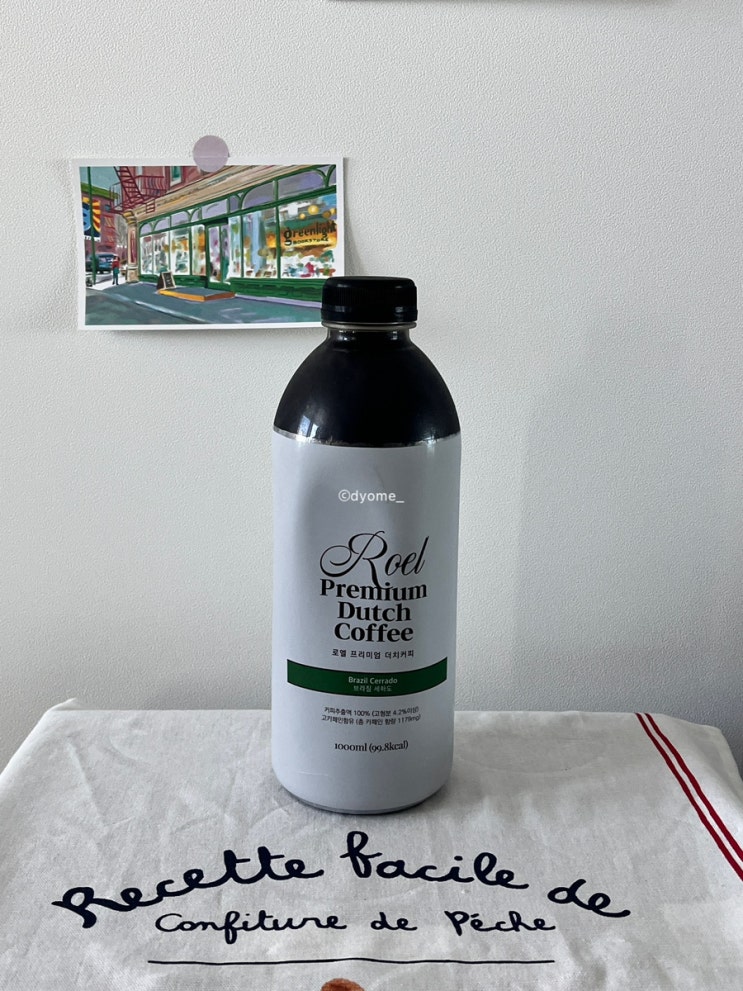 greenlight
BOOKSTORE
©dyome_
Roel
Premium
Dutch
Coffee
로엘 프리미엄 더치커피
Brazil Cerrado
브라질 세하도
커피추출액 100% (고형분 4.2%이상)
고카페인함유 (총 카페인 함량 1179mg)
1000ml (99.8kcal)
Recette facile de
Confiture de Pêche